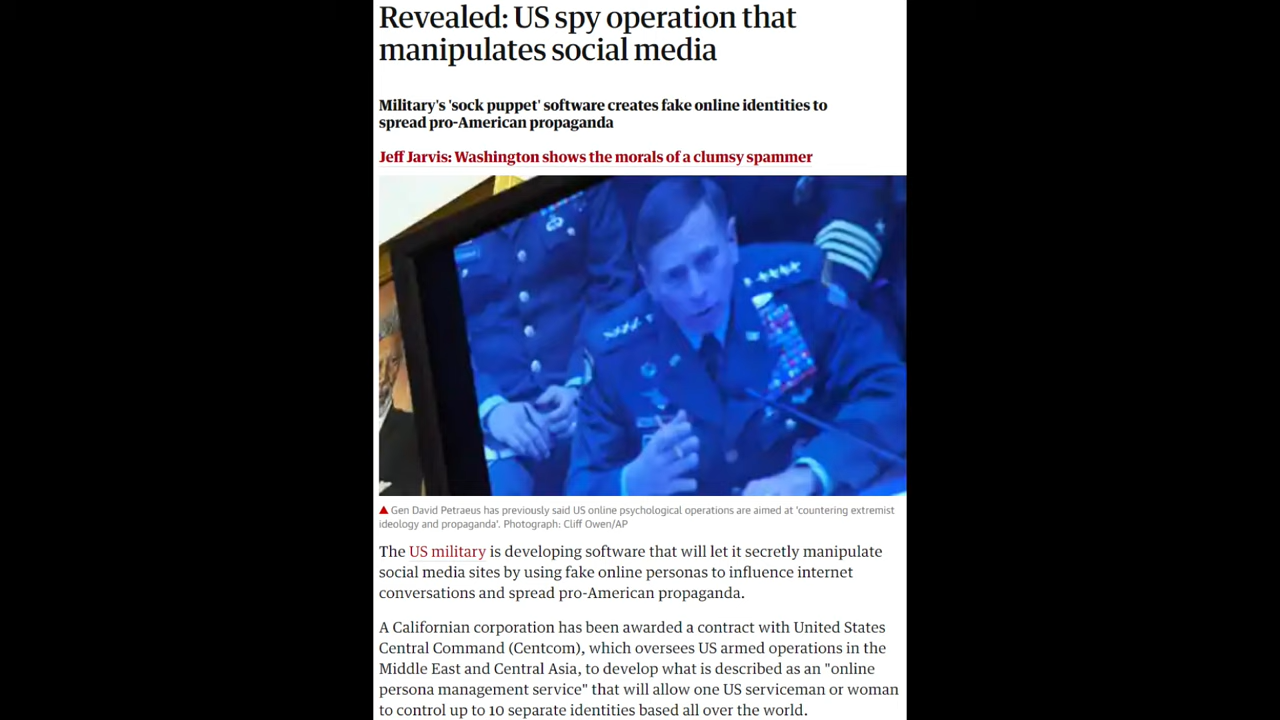 Revealed: US spy operation that
manipulates social media
Military's 'sock puppet' software creates fake online identities to
spread pro-American propaganda
Jeff Jarvis: Washington shows the morals of a clumsy spammer
Gen David Petraeus has previously said US online psychological operations are aimed at 'countering extremist
ideology and propaganda'. Photograph: Cliff Owen/AP
The US military is developing software that will let it secretly manipulate
social media sites by using fake online personas to influence internet
conversations and spread pro-American propaganda.
A Californian corporation has been awarded a contract with United States
Central Command (Centcom), which oversees US armed operations in the
Middle East and Central Asia, to develop what is described as an "online
persona management service" that will allow one US serviceman or woman
to control up to 10 separate identities based all over the world.